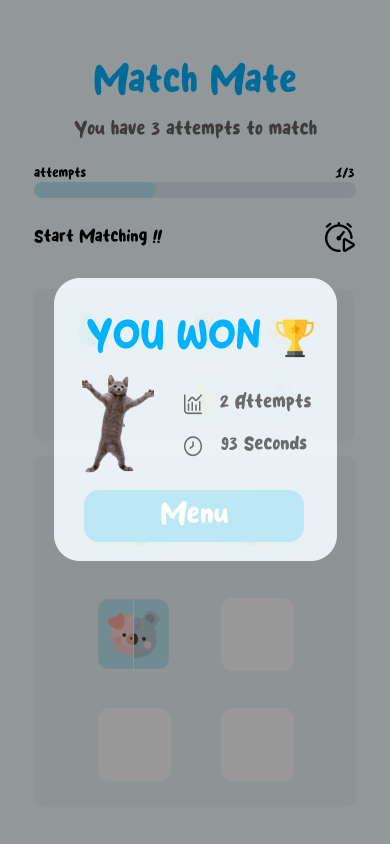 Match Mate
You have 3 attempts to match
attempts 1/3
Start Matching !!
YOU WON
2 Attempts
93 Seconds
Menu